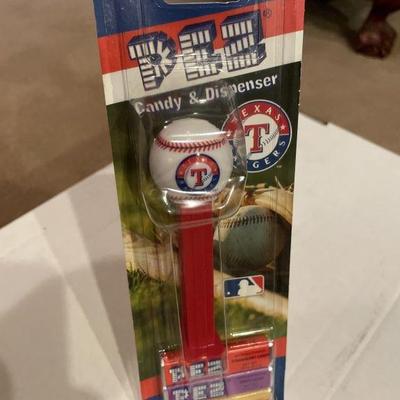 PEZ®
Candy & Dispenser
TEXAS
T
RANGERS
T
PEZ
PEZ